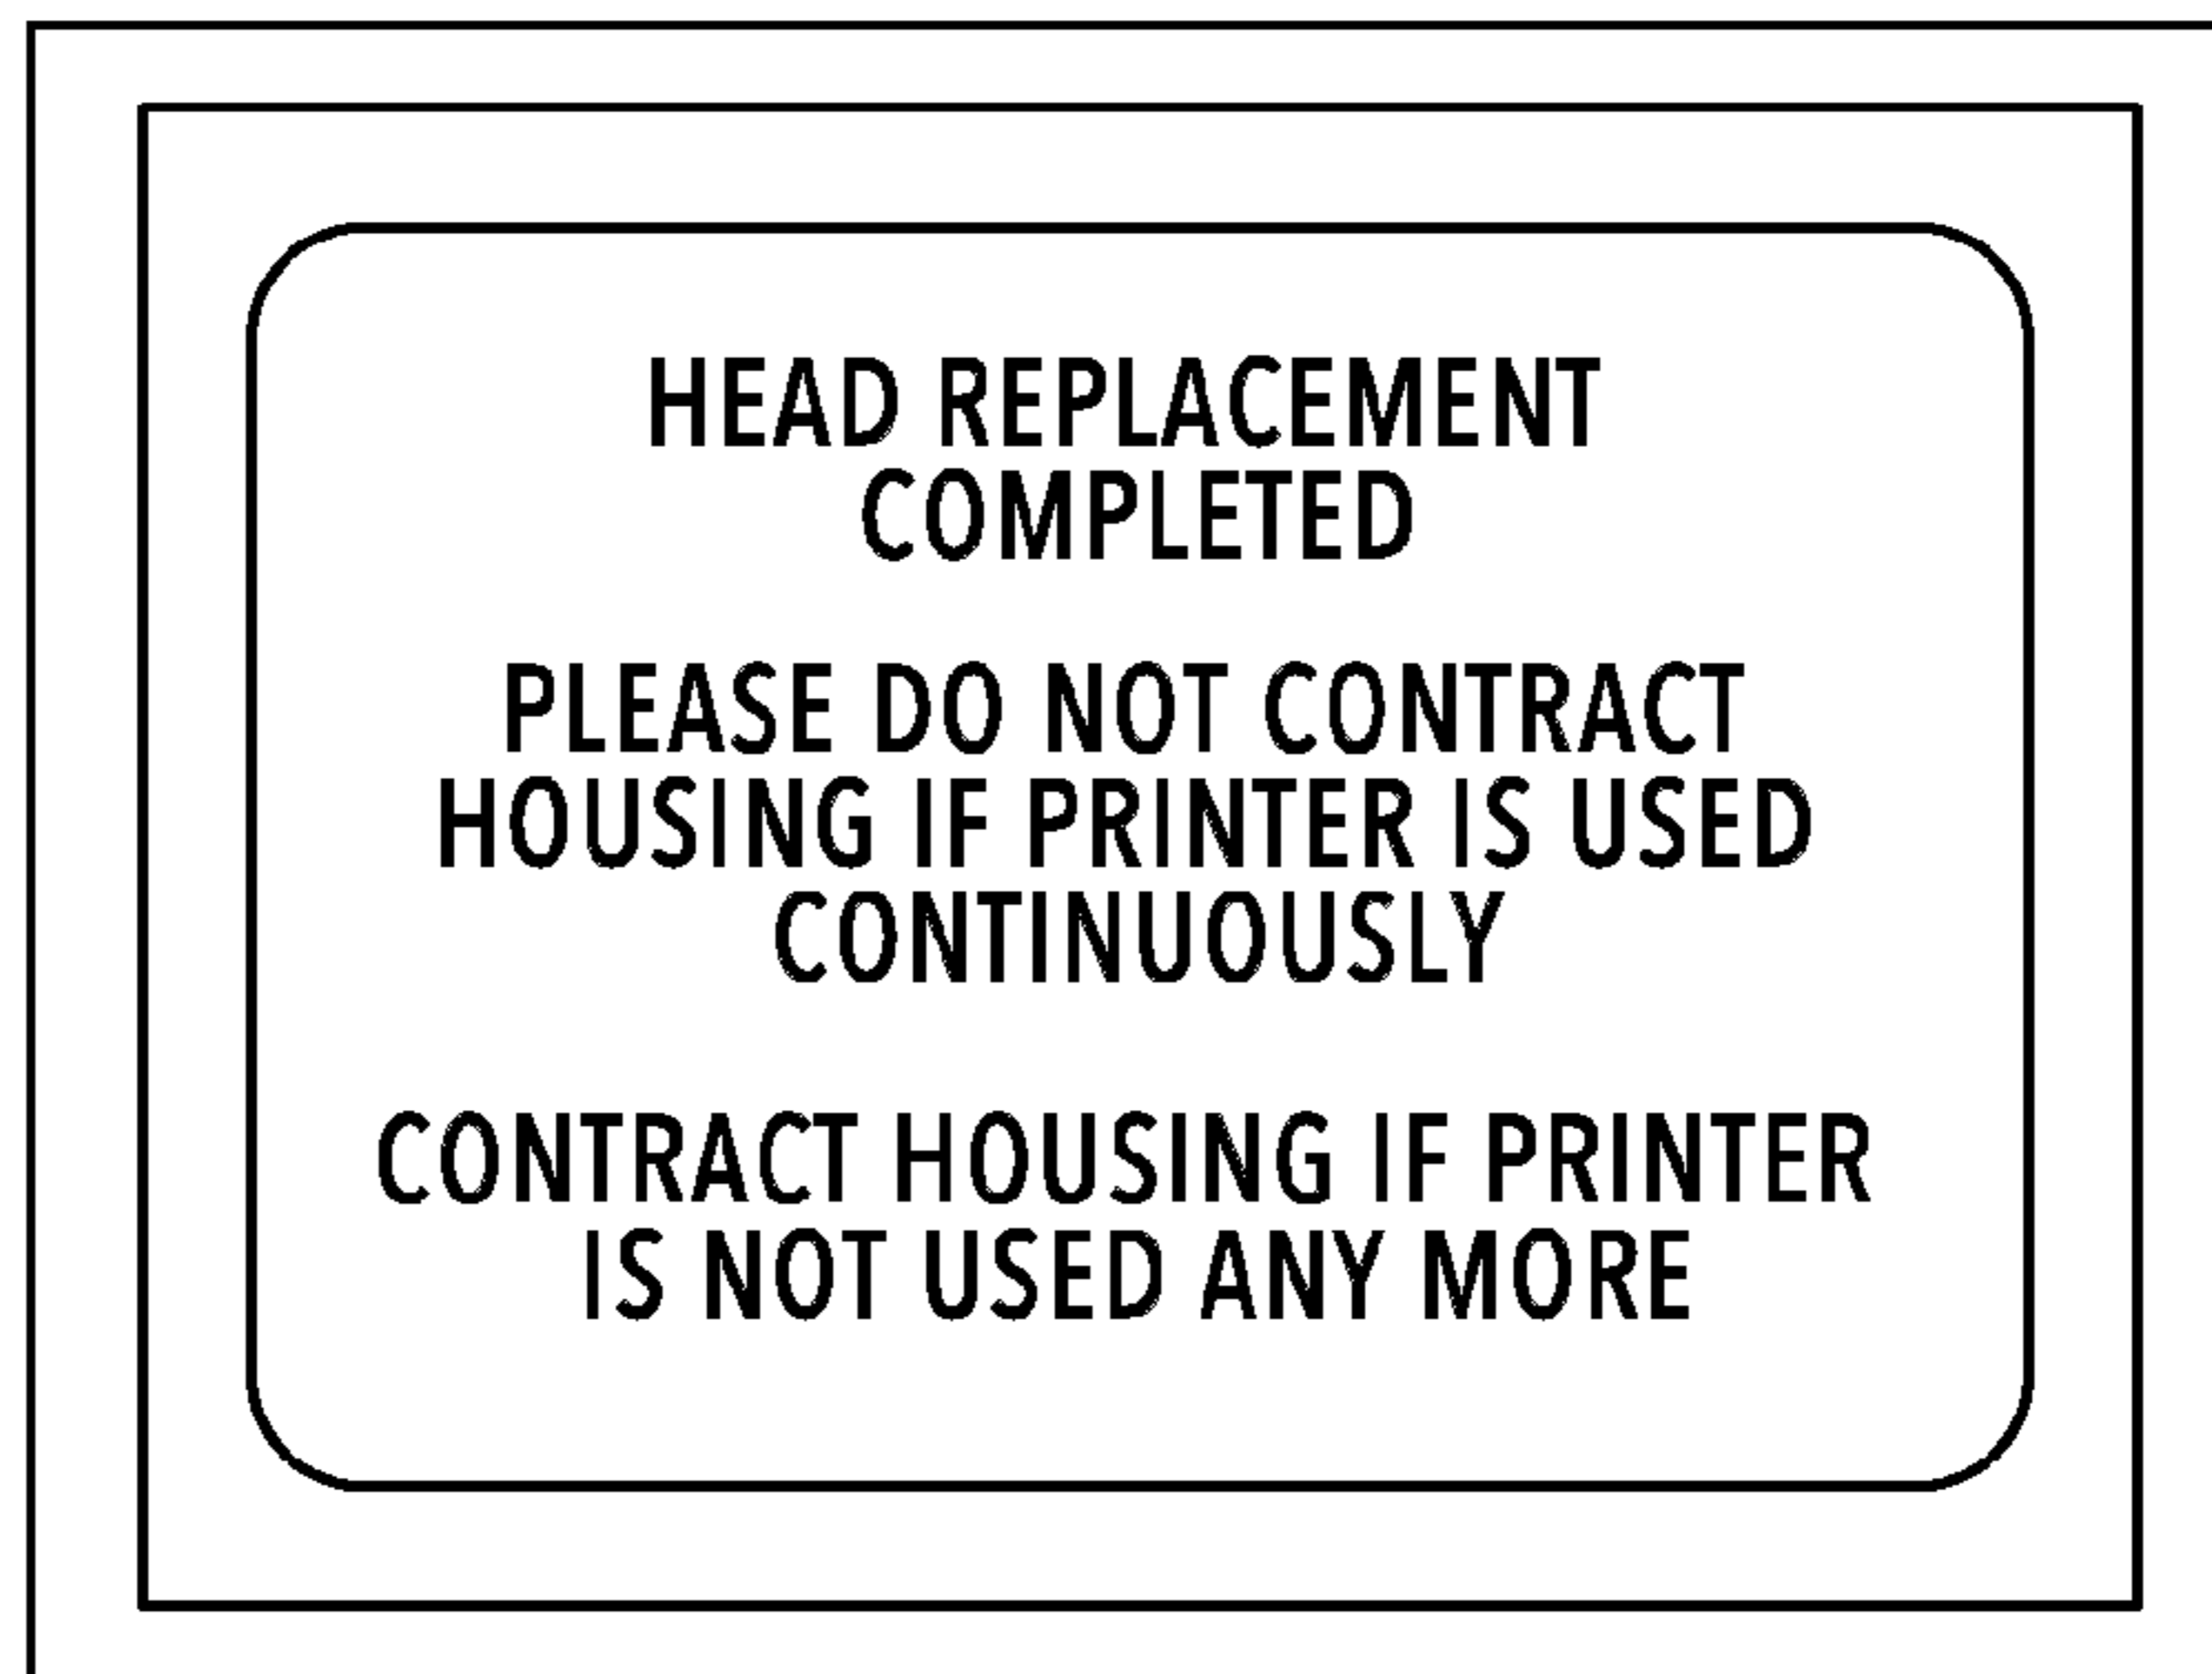 HEAD REPLACEMENT
COMPLETED
PLEASE DO NOT CONTRACT
HOUSING IF PRINTER IS USED
CONTINUOUSLY
CONTRACT HOUSING IF PRINTER
IS NOT USED ANY MORE